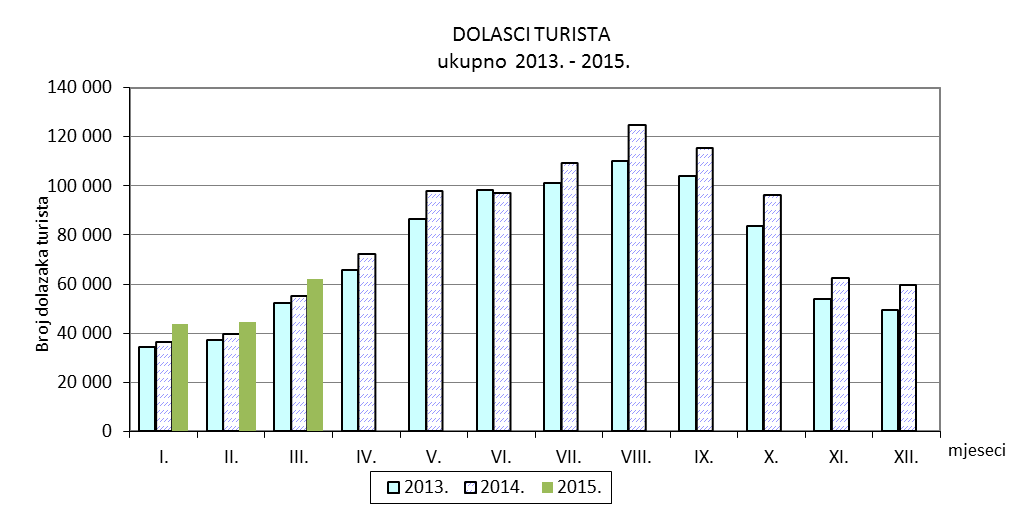 DOLASCI TURISTA
ukupno 2013. - 2015.
Broj dolazaka turista
140 000
120 000
100 000
80 000
60 000
40 000
20 000
0
I. II. III. IV. V. VI. VII. VIII. IX. X. XI. XII.
mjeseci
2013. 2014. 2015.